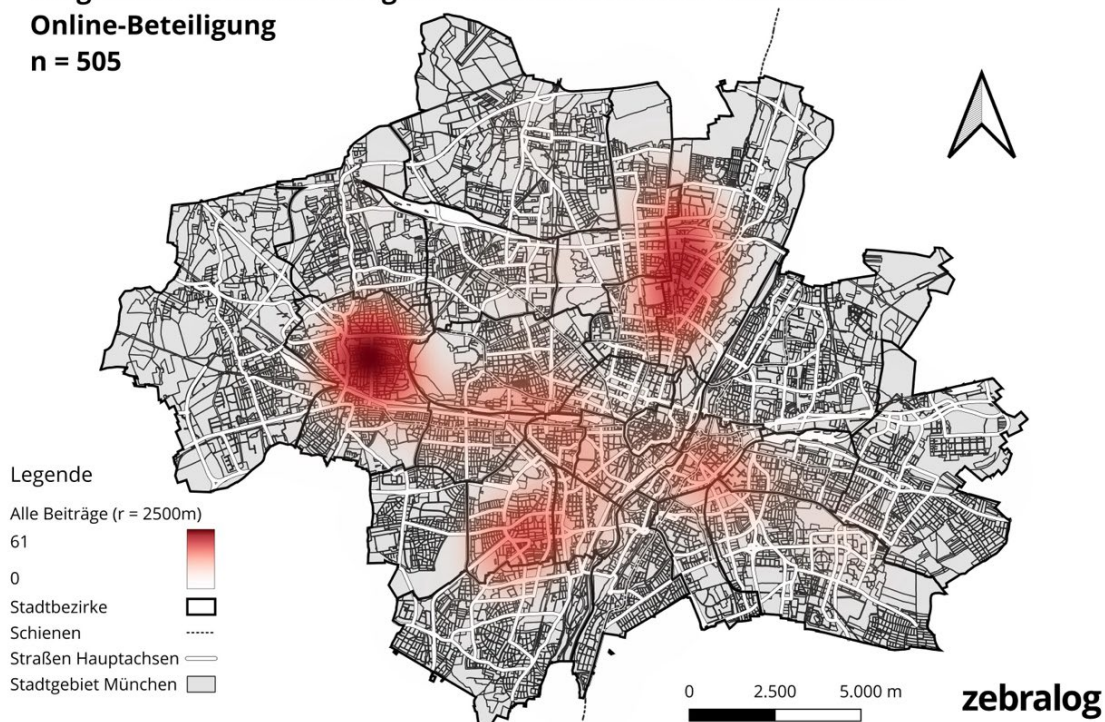 Online-Beteiligung
n = 505
Legende
Alle Beiträge (r = 2500m)
61
0
Stadtbezirke
Schienen
Straßen Hauptachsen
Stadtgebiet München
0 2.500 5.000 m
zebralog